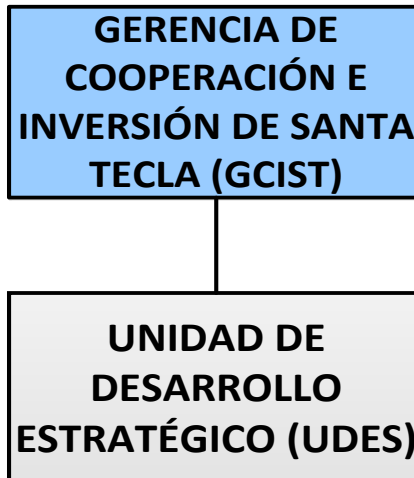 GERENCIA DE
COOPERACIÓN E
INVERSIÓN DE SANTA
TECLA (GCIST)
UNIDAD DE
DESARROLLO
ESTRATÉGICO (UDES)